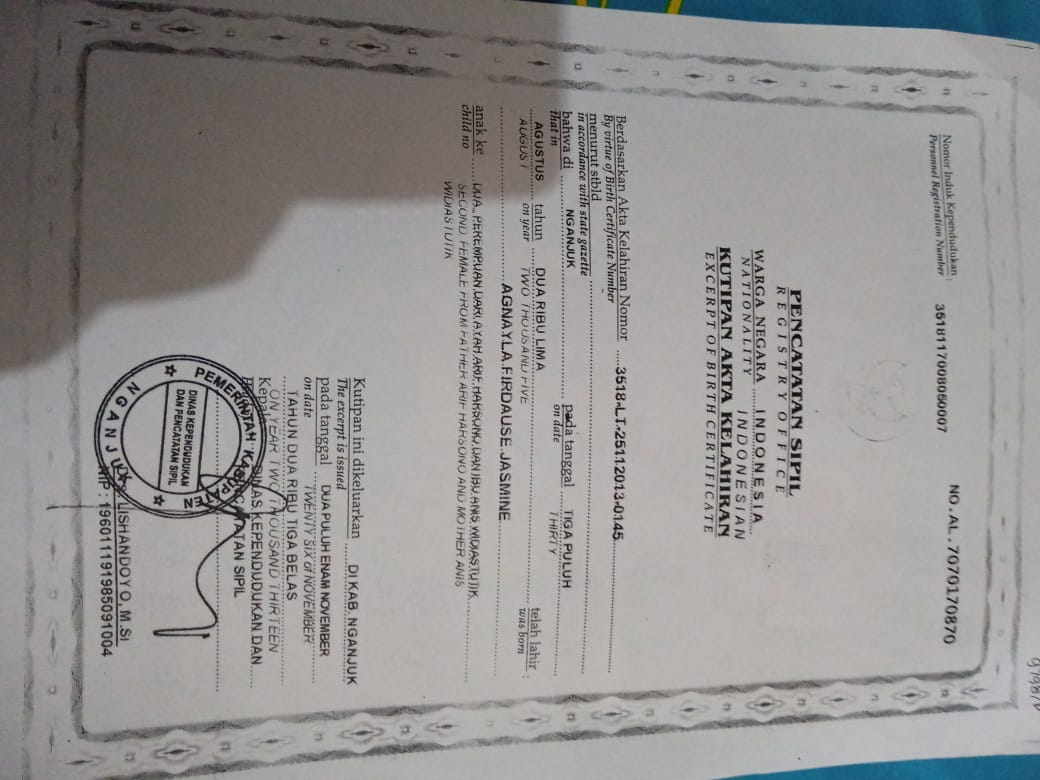 9798/D
Nomor Induk Kependudukan : 3518117008050007 NO. AL. 7070170870
Personnel Registration Number
PENCATATAN SIPIL
REGISTRY OFFICE
WARGA NEGARA INDONESIA
NATIONALITY INDONESIAN
KUTIPAN AKTA KELAHIRAN
EXCERPT OF BIRTH CERTIFICATE
Berdasarkan Akta Kelahiran Nomor 3518-LT-25112013-0145
By virtue of Birth Certificate Number
menurut stbld
in accordance with state gazette
bahwa di NGANJUK pada tanggal TIGA PULUH
that in on date THIRTY
AGUSTUS tahun DUA RIBU LIMA telah lahir :
AUGUST on year TWO THOUSAND FIVE was born
AGNAYLA FIRDAUSE JASMINE
anak ke DUA, PEREMPUAN DARI AYAH ARIF HARSONO DAN IBU ANIS WIDIASTUTIK
child no SECOND, FEMALE FROM FATHER ARIF HARSONO AND MOTHER ANIS
WIDIASTUTIK
Kutipan ini dikeluarkan DI KAB. NGANJUK
The excerpt is issued
pada tanggal DUA PULUH ENAM NOVEMBER
on date TWENTY SIX of NOVEMBER
TAHUN DUA RIBU TIGA BELAS
ON YEAR TWO THOUSAND THIRTEEN
Kepala DINAS KEPENDUDUKAN DAN
PENCATATAN SIPIL
PEMERINTAH KABUPATEN
NGANJUK
DINAS KEPENDUDUKAN
DAN PENCATATAN SIPIL
LISHANDOYO, M.Si
NIP : 196011191985091004